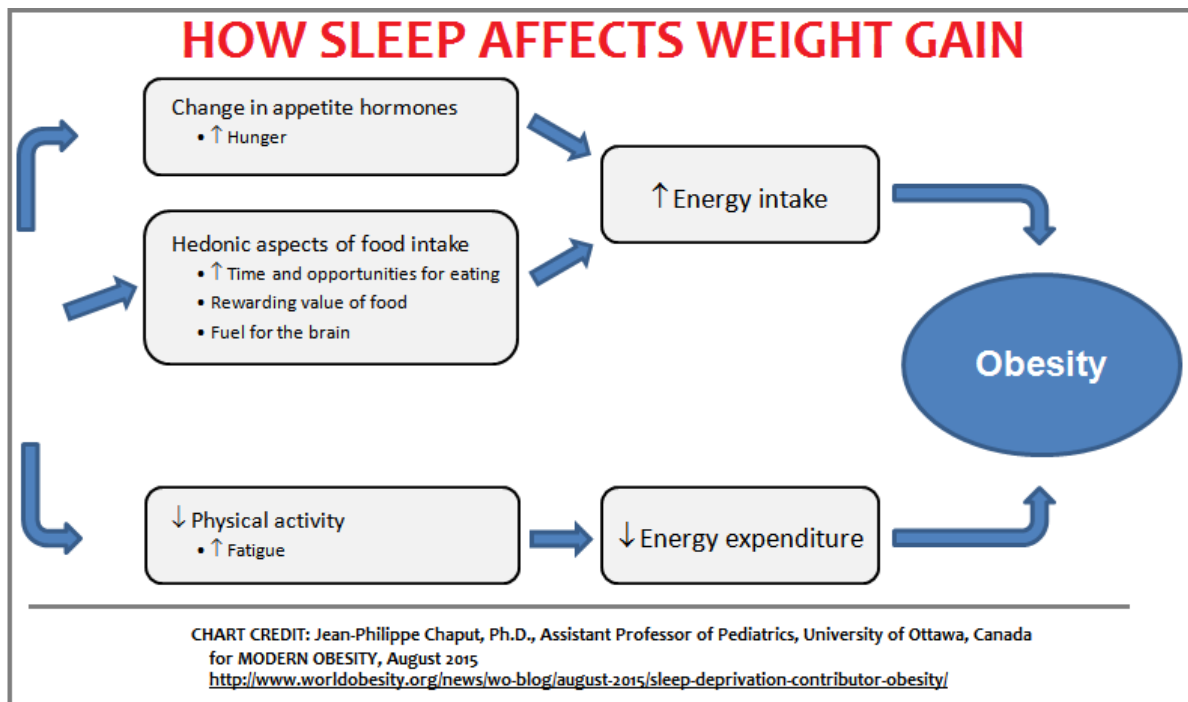 HOW SLEEP AFFECTS WEIGHT GAIN
Change in appetite hormones
• ↑ Hunger
Hedonic aspects of food intake
• ↑ Time and opportunities for eating
• Rewarding value of food
• Fuel for the brain
↑ Energy intake
Obesity
↓ Physical activity
• ↑ Fatigue
↓ Energy expenditure
CHART CREDIT: Jean-Philippe Chaput, Ph.D., Assistant Professor of Pediatrics, University of Ottawa, Canada
for MODERN OBESITY, August 2015
http://www.worldobesity.org/news/wo-blog/august-2015/sleep-deprivation-contributor-obesity/